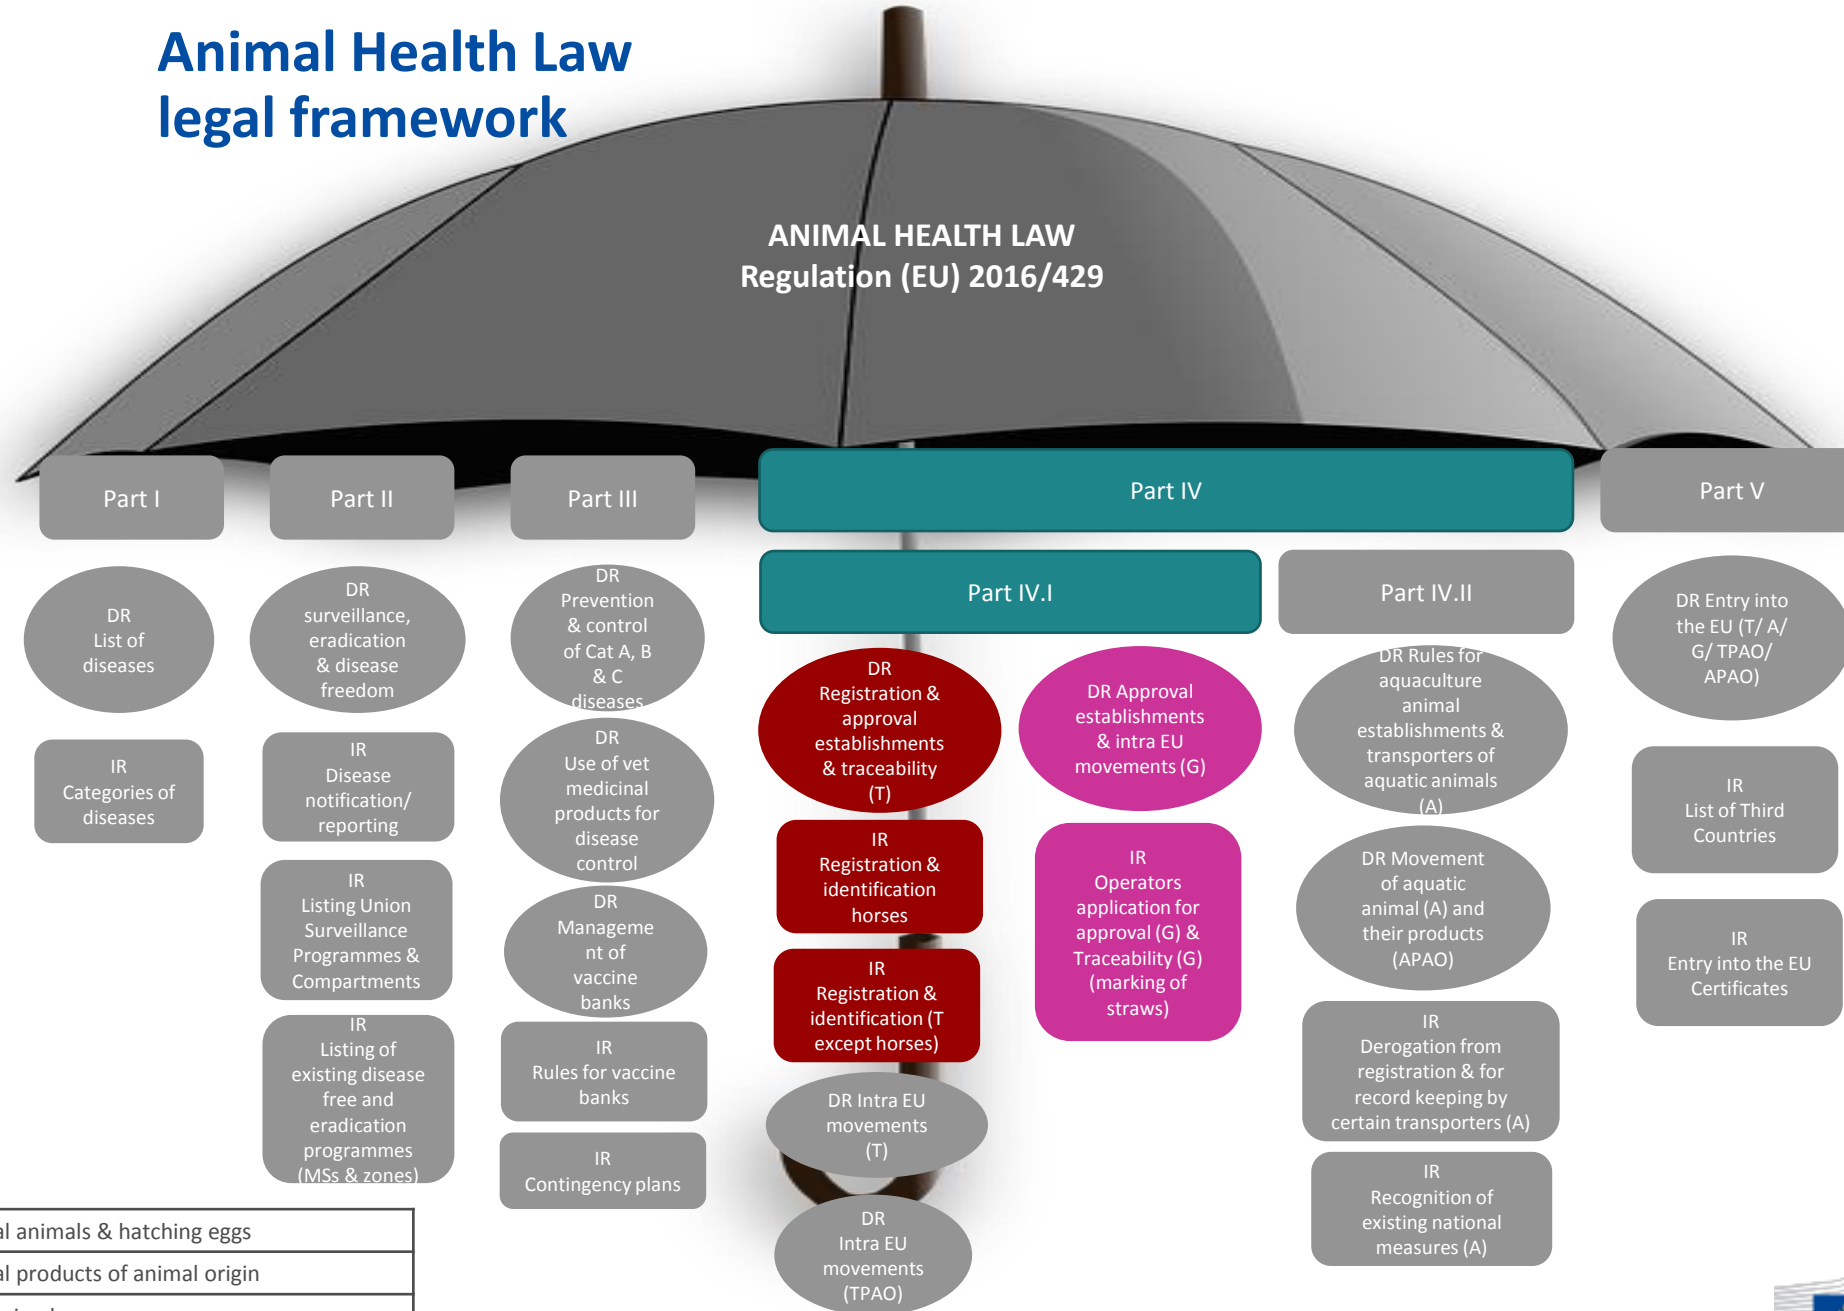 Animal Health Law
legal framework
ANIMAL HEALTH LAW
Regulation (EU) 2016/429
Part I
Part II
Part III
Part IV
Part V
Part IV.I
Part IV.II
DR
List of
diseases
IR
Categories of
diseases
DR
surveillance,
eradication
& disease
freedom
IR
Disease
notification/
reporting
IR
Listing Union
Surveillance
Programmes &
Compartments
IR
Listing of
existing disease
free and
eradication
programmes
(MSs & zones)
DR
Prevention
& control
of Cat A, B
& C
diseases
DR
Use of vet
medicinal
products for
disease
control
DR
Manageme
nt of
vaccine
banks
IR
Rules for vaccine
banks
IR
Contingency plans
DR
Registration &
approval
establishments
& traceability
(T)
IR
Registration &
identification
horses
IR
Registration &
identification (T
except horses)
DR Intra EU
movements
(T)
DR
Intra EU
movements
(TPAO)
DR Approval
establishments
& intra EU
movements (G)
IR
Operators
application for
approval (G) &
Traceability (G)
(marking of
straws)
DR Rules for
aquaculture
animal
establishments &
transporters of
aquatic animals
(A)
DR Movement
of aquatic
animal (A) and
their products
(APAO)
IR
Derogation from
registration & for
record keeping by
certain transporters (A)
IR
Recognition of
existing national
measures (A)
DR Entry into
the EU (T/ A/
G/ TPAO/
APAO)
IR
List of Third
Countries
IR
Entry into the EU
Certificates
al animals & hatching eggs
al products of animal origin